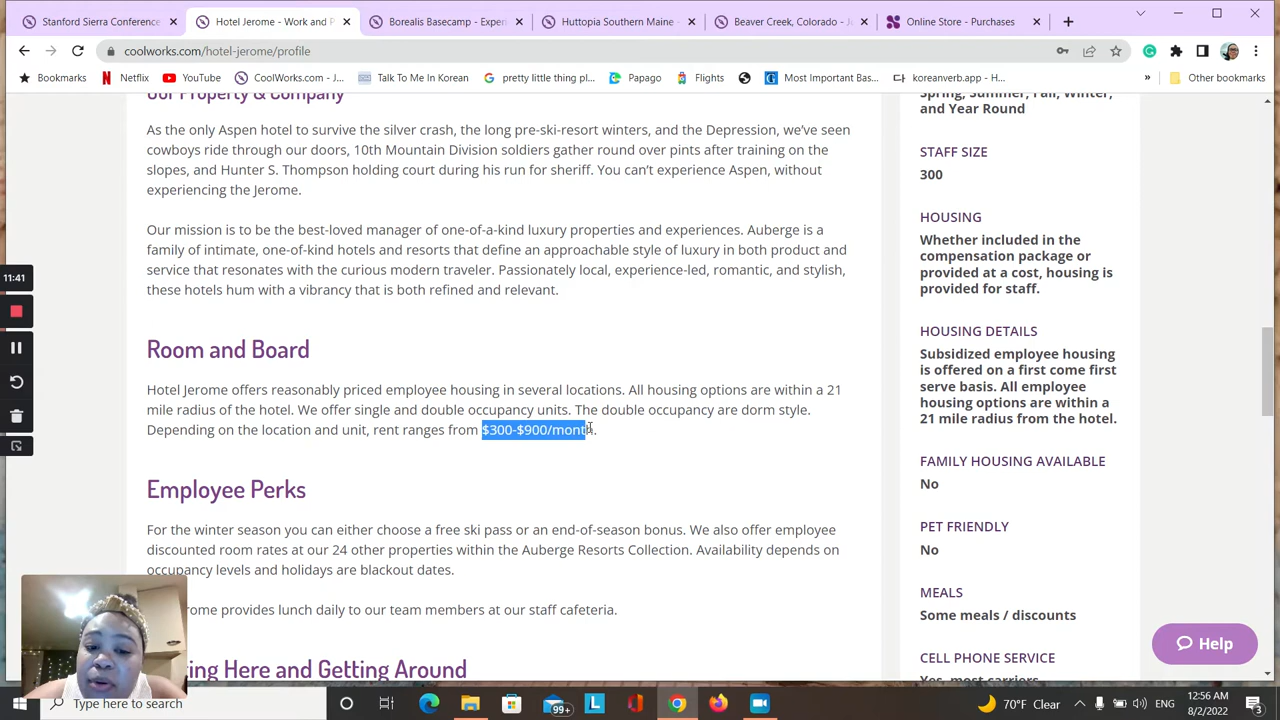 Stanford Sierra Conference
Hotel Jerome - Work and P
Borealis Basecamp - Exper
Huttopia Southern Maine -
Beaver Creek, Colorado - J
Online Store - Purchases
coolworks.com/hotel-jerome/profile
Bookmarks
Netflix
YouTube
CoolWorks.com - J...
Talk To Me In Korean
pretty little thing pl...
Papago
Flights
Most Important Bas...
koreanverb.app - H...
»
Other bookmarks
Our Property & Company
As the only Aspen hotel to survive the silver crash, the long pre-ski-resort winters, and the Depression, we've seen
cowboys ride through our doors, 10th Mountain Division soldiers gather round over pints after training on the
slopes, and Hunter S. Thompson holding court during his run for sheriff. You can't experience Aspen, without
experiencing the Jerome.
Our mission is to be the best-loved manager of one-of-a-kind luxury properties and experiences. Auberge is a
family of intimate, one-of-kind hotels and resorts that define an approachable style of luxury in both product and
service that resonates with the curious modern traveler. Passionately local, experience-led, romantic, and stylish,
these hotels hum with a vibrancy that is both refined and relevant.
Room and Board
Hotel Jerome offers reasonably priced employee housing in several locations. All housing options are within a 21
mile radius of the hotel. We offer single and double occupancy units. The double occupancy are dorm style.
Depending on the location and unit, rent ranges from $300-$900/month.
Employee Perks
For the winter season you can either choose a free ski pass or an end-of-season bonus. We also offer employee
discounted room rates at our 24 other properties within the Auberge Resorts Collection. Availability depends on
occupancy levels and holidays are blackout dates.
rome provides lunch daily to our team members at our staff cafeteria.
ing Here and Getting Around
Spring, Summer, Fall, Winter,
and Year Round
STAFF SIZE
300
HOUSING
Whether included in the
compensation package or
provided at a cost, housing is
provided for staff.
HOUSING DETAILS
Subsidized employee housing
is offered on a first come first
serve basis. All employee
housing options are within a
21 mile radius from the hotel.
FAMILY HOUSING AVAILABLE
No
PET FRIENDLY
No
MEALS
Some meals / discounts
CELL PHONE SERVICE
Yes, most carriers
Help
11:41
Type here to search
99+
L
70°F Clear
ENG
12:56 AM
8/2/2022
3